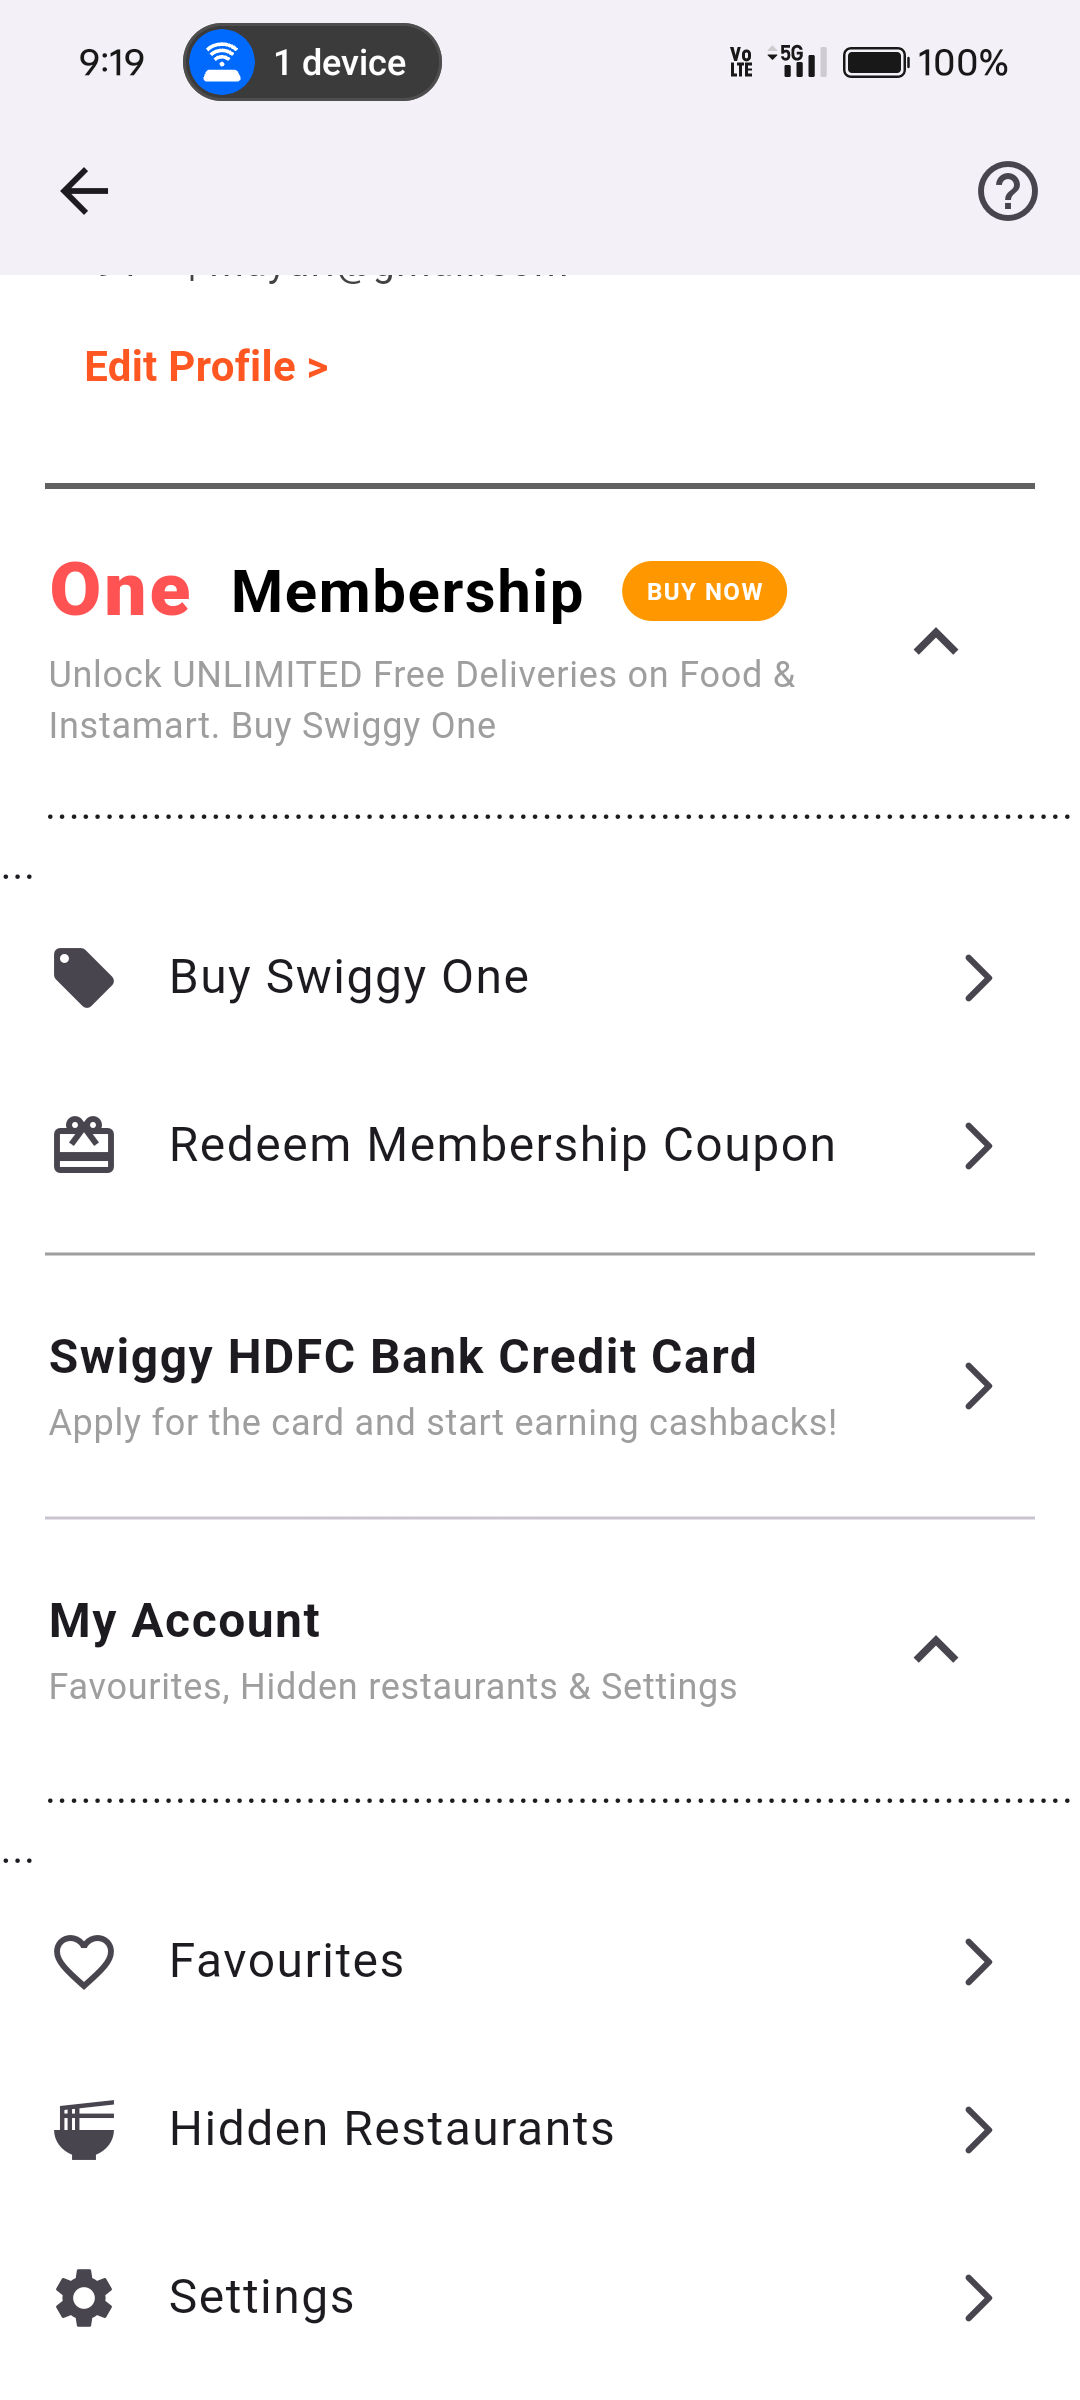 9:19 1 device Vo LTE 5G 100%
Edit Profile >
One Membership BUY NOW
Unlock UNLIMITED Free Deliveries on Food &
Instamart. Buy Swiggy One
.......................................................................................
...
Buy Swiggy One
Redeem Membership Coupon
Swiggy HDFC Bank Credit Card
Apply for the card and start earning cashbacks!
My Account
Favourites, Hidden restaurants & Settings
.......................................................................................
...
Favourites
Hidden Restaurants
Settings